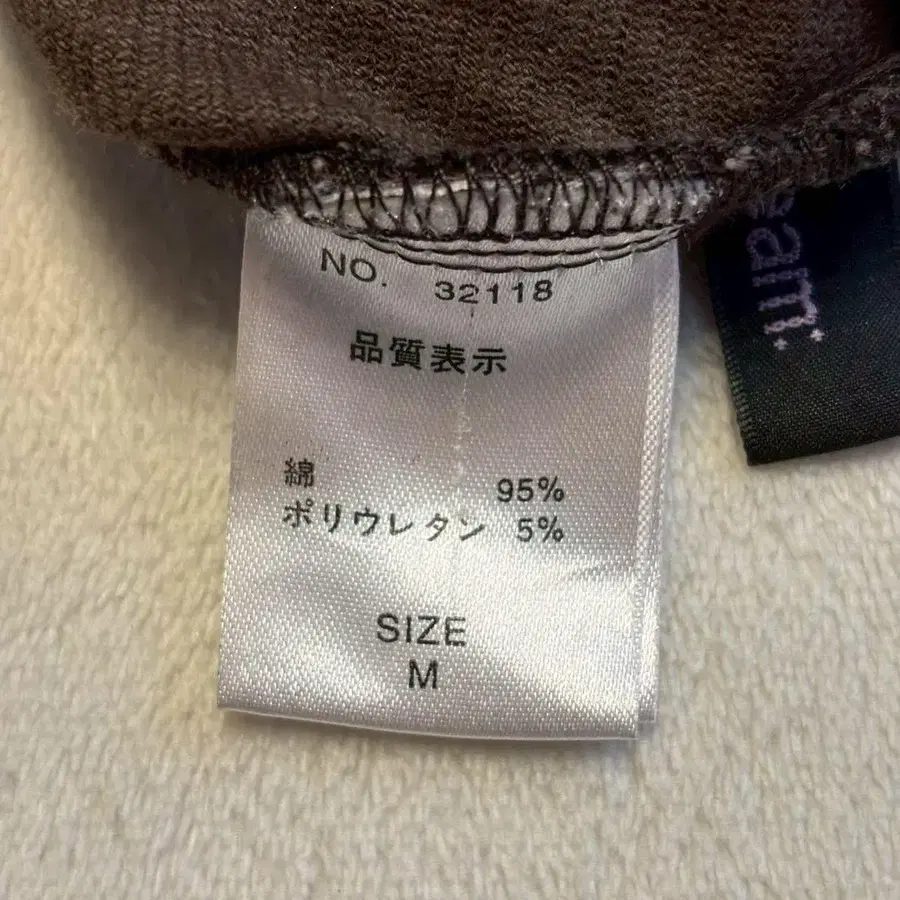 NO. 32118
品質表示
綿 95%
ポリウレタン 5%
SIZE
M